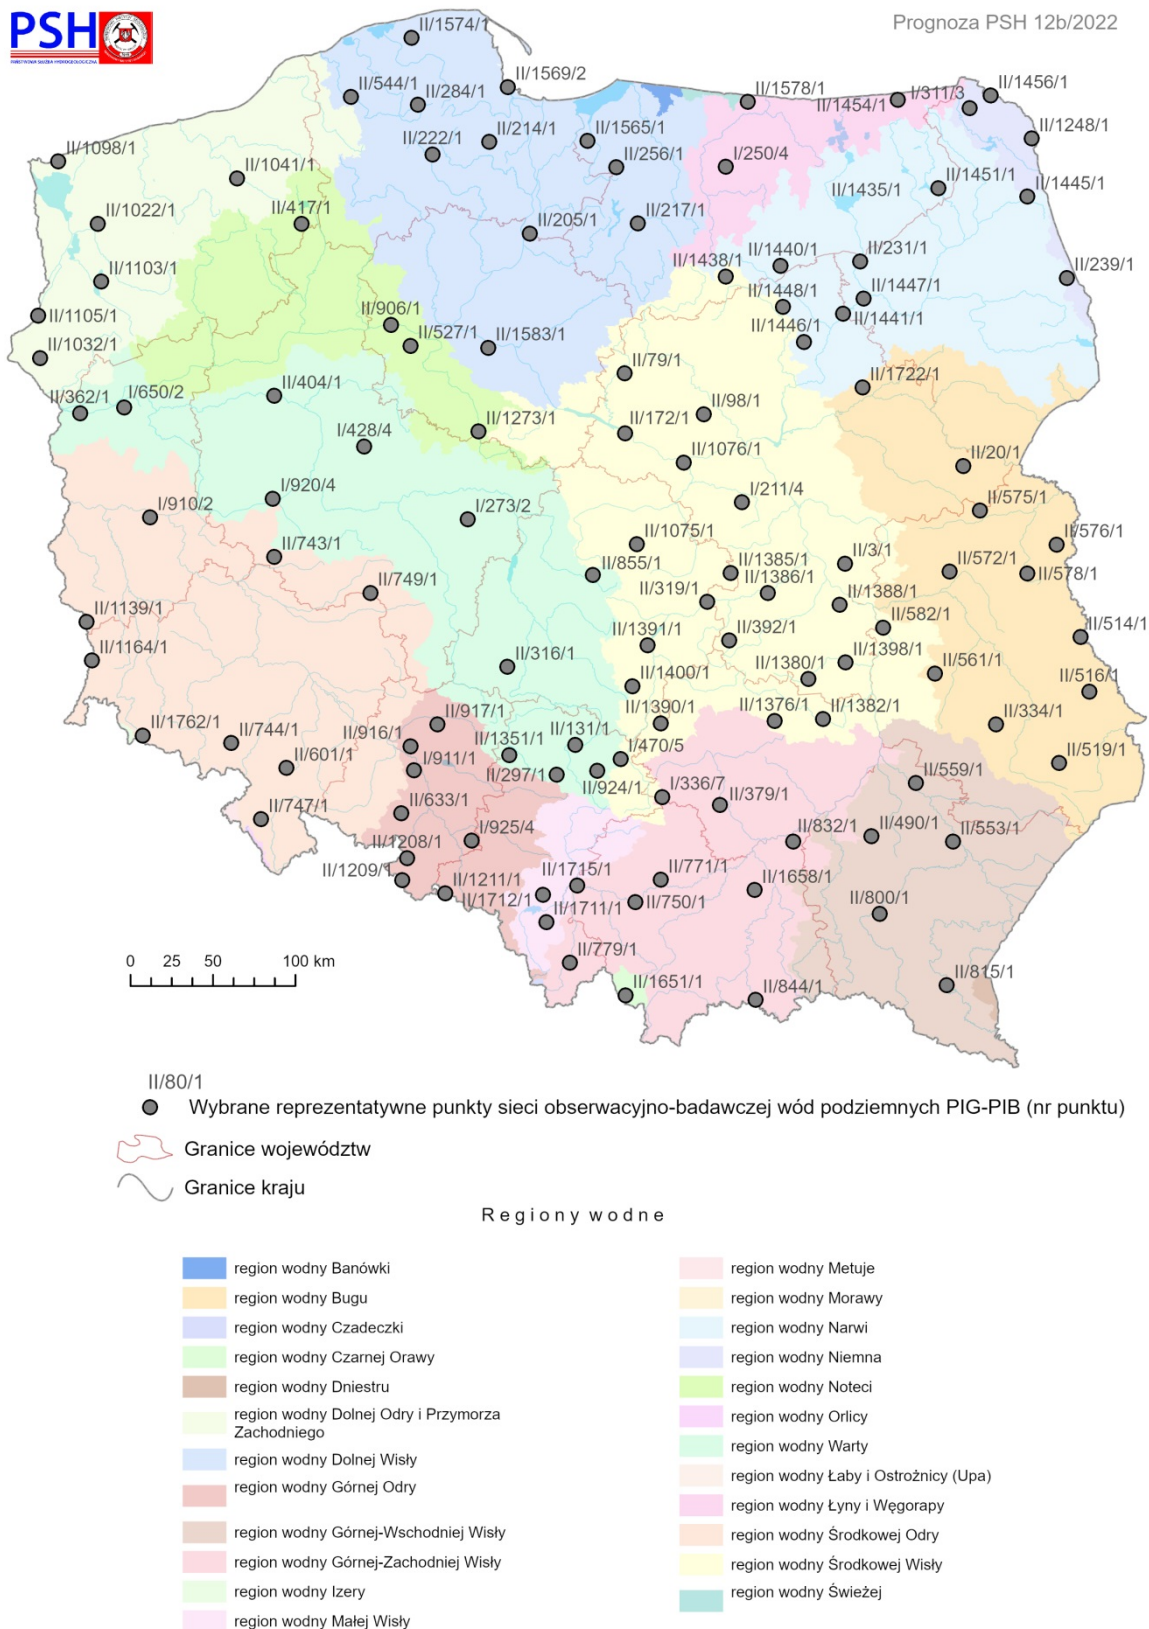 PSH
PAŃSTWOWA SŁUŻBA HYDROGEOLOGICZNA
Prognoza PSH 12b/2022
II/1574/1
II/1569/2
II/544/1
II/284/1
II/1578/1
II/1454/1
I/311/3
II/1456/1
II/222/1
II/214/1
II/1565/1
II/256/1
I/250/4
II/1248/1
II/1098/1
II/1041/1
II/1435/1
II/1451/1
II/1445/1
II/1022/1
II/417/1
II/205/1
II/217/1
II/1103/1
II/1438/1
II/1440/1
II/231/1
II/239/1
II/1105/1
II/906/1
II/1448/1
II/1447/1
II/1032/1
II/527/1
II/1583/1
II/1446/1
II/1441/1
II/362/1
I/650/2
II/404/1
II/79/1
II/1722/1
I/428/4
II/1273/1
II/172/1
II/98/1
II/1076/1
II/20/1
I/910/2
I/920/4
I/273/2
I/211/4
II/575/1
II/743/1
II/1075/1
II/576/1
II/749/1
II/855/1
II/1385/1
II/3/1
II/572/1
II/578/1
II/1386/1
II/319/1
II/1388/1
II/1139/1
II/582/1
II/514/1
II/1164/1
II/1391/1
II/392/1
II/316/1
II/1400/1
II/1380/1
II/1398/1
II/561/1
II/516/1
II/1762/1
II/744/1
II/917/1
II/916/1
II/131/1
II/1390/1
II/1376/1
II/1382/1
II/334/1
II/601/1
I/911/1
II/1351/1
II/297/1
I/470/5
II/924/1
II/519/1
II/559/1
II/747/1
II/633/1
I/336/7
II/379/1
I/925/4
II/832/1
II/490/1
II/553/1
II/1208/1
II/1209/1
II/1211/1
II/1712/1
II/1715/1
II/771/1
II/1658/1
II/1711/1
II/750/1
II/800/1
II/779/1
II/1651/1
II/844/1
II/815/1
0 25 50 100 km
II/80/1
Wybrane reprezentatywne punkty sieci obserwacyjno-badawczej wód podziemnych PIG-PIB (nr punktu)
Granice województw
Granice kraju
Regiony wodne
region wodny Banówki
region wodny Bugu
region wodny Czadeczki
region wodny Czarnej Orawy
region wodny Dniestru
region wodny Dolnej Odry i Przymorza
Zachodniego
region wodny Dolnej Wisły
region wodny Górnej Odry
region wodny Górnej-Wschodniej Wisły
region wodny Górnej-Zachodniej Wisły
region wodny Izery
region wodny Małej Wisły
region wodny Metuje
region wodny Morawy
region wodny Narwi
region wodny Niemna
region wodny Noteci
region wodny Orlicy
region wodny Warty
region wodny Łaby i Ostrożnicy (Upa)
region wodny Łyny i Węgorapy
region wodny Środkowej Odry
region wodny Środkowej Wisły
region wodny Świeżej